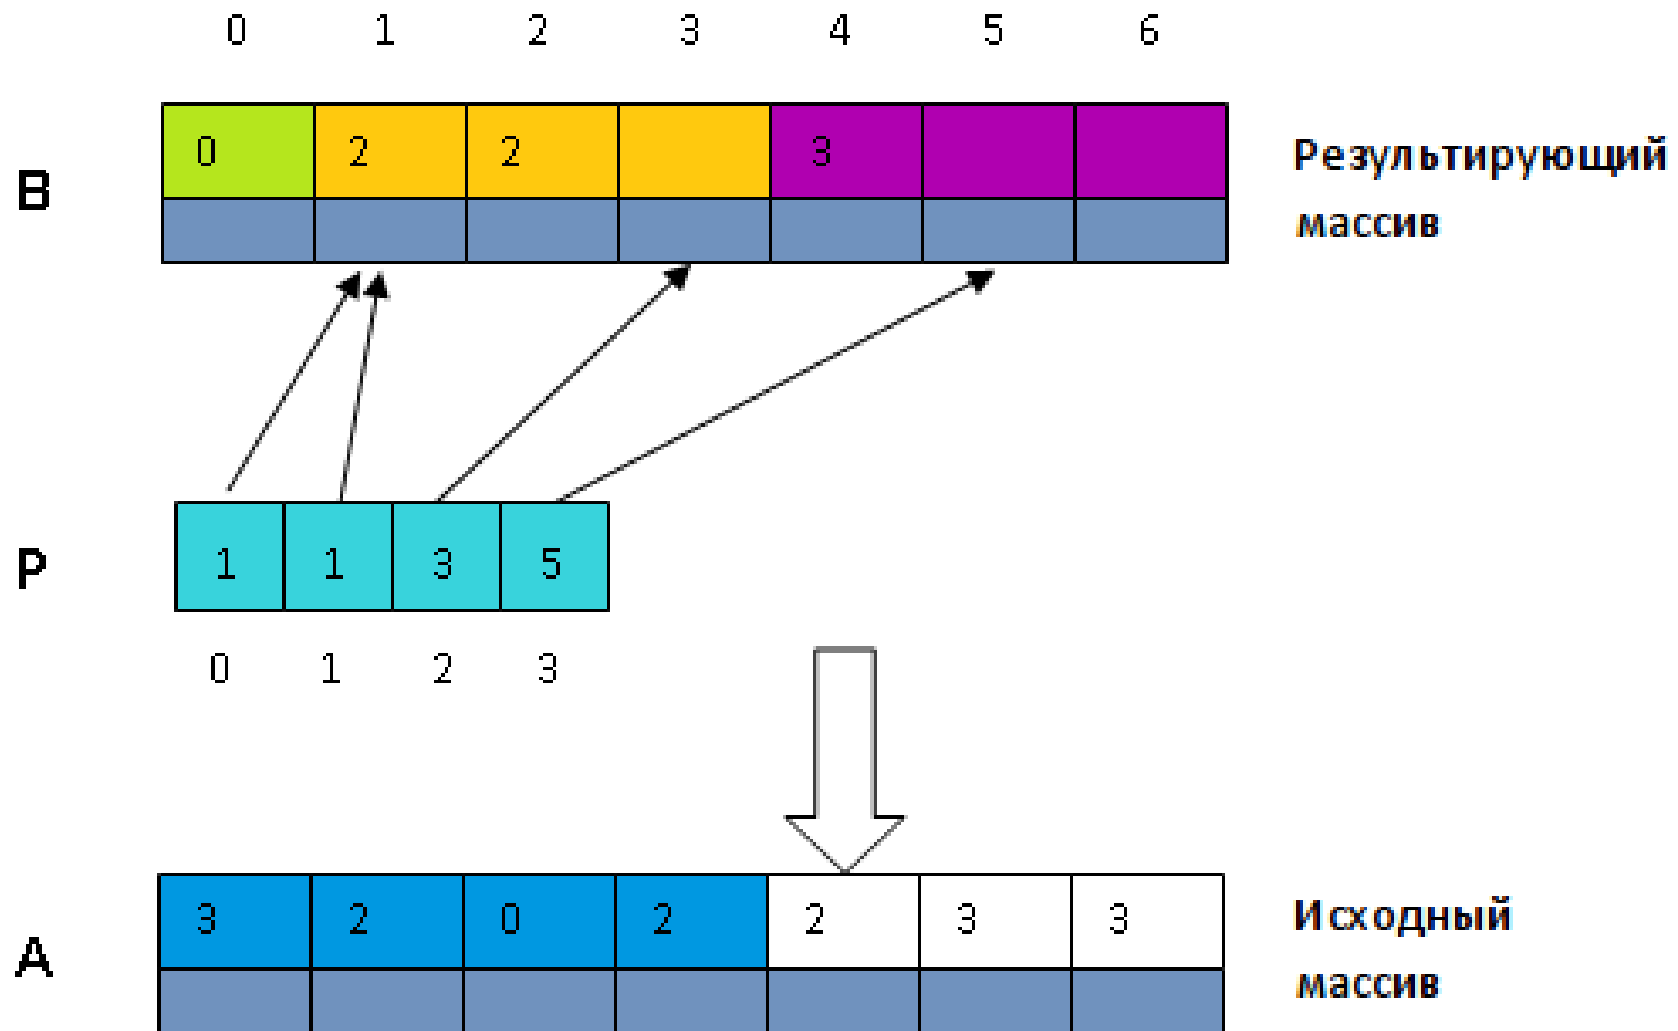 0 1 2 3 4 5 6
B 0 2 2 3 Результирующий
массив
P 1 1 3 5
0 1 2 3
A 3 2 0 2 2 3 3 Исходный
массив